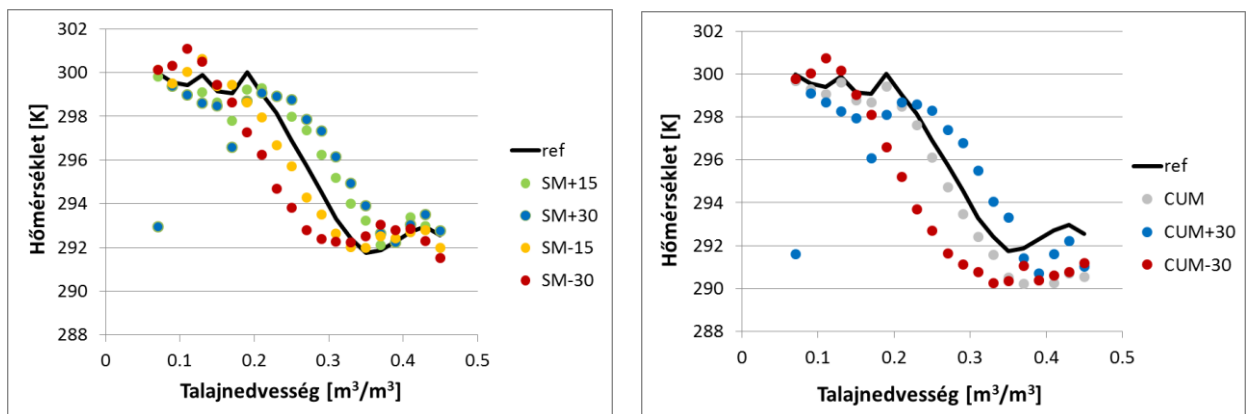 302
300
298
296
294
292
290
288
Hőmérséklet [K]
0
0.1
0.2
0.3
0.4
0.5
Talajnedvesség [m³/m³]
ref
SM+15
SM+30
SM-15
SM-30
302
300
298
296
294
292
290
288
Hőmérséklet [K]
0
0.1
0.2
0.3
0.4
0.5
Talajnedvesség [m³/m³]
ref
CUM
CUM+30
CUM-30